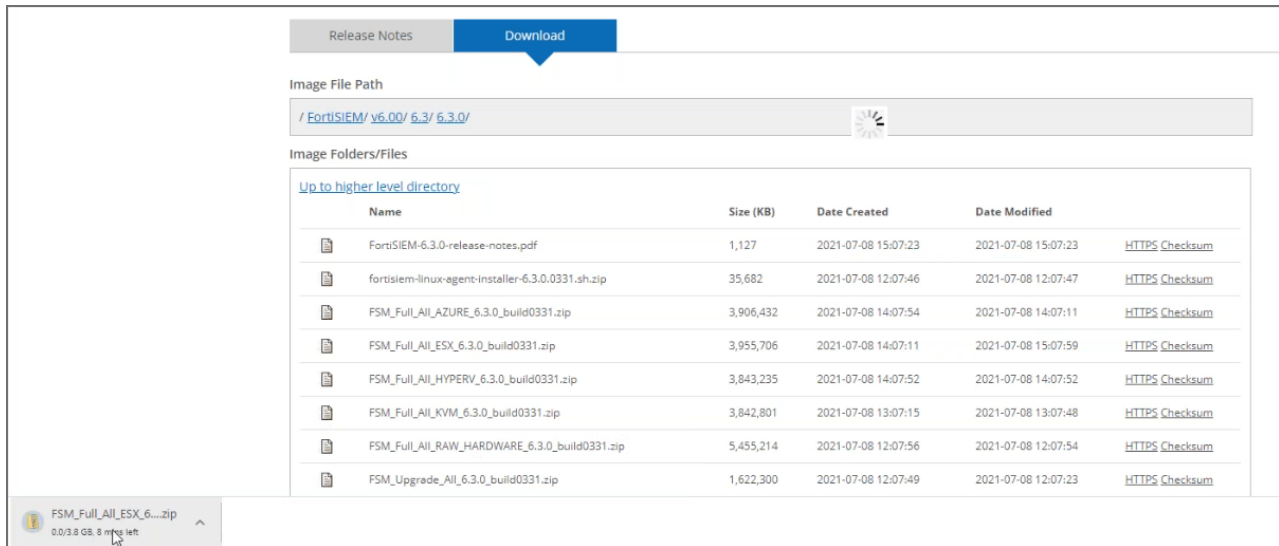 Release Notes Download
Image File Path
/ FortiSIEM/ v6.00/ 6.3/ 6.3.0/
Image Folders/Files
Up to higher level directory
Name Size (KB) Date Created Date Modified
FortiSIEM-6.3.0-release-notes.pdf 1,127 2021-07-08 15:07:23 2021-07-08 15:07:23 HTTPS Checksum
fortisiem-linux-agent-installer-6.3.0.0331.sh.zip 35,682 2021-07-08 12:07:46 2021-07-08 12:07:47 HTTPS Checksum
FSM_Full_All_AZURE_6.3.0_build0331.zip 3,906,432 2021-07-08 14:07:54 2021-07-08 14:07:11 HTTPS Checksum
FSM_Full_All_ESX_6.3.0_build0331.zip 3,955,706 2021-07-08 14:07:11 2021-07-08 15:07:59 HTTPS Checksum
FSM_Full_All_HYPERV_6.3.0_build0331.zip 3,843,235 2021-07-08 14:07:52 2021-07-08 14:07:52 HTTPS Checksum
FSM_Full_All_KVM_6.3.0_build0331.zip 3,842,801 2021-07-08 13:07:15 2021-07-08 13:07:48 HTTPS Checksum
FSM_Full_All_RAW_HARDWARE_6.3.0_build0331.zip 5,455,214 2021-07-08 12:07:56 2021-07-08 12:07:54 HTTPS Checksum
FSM_Upgrade_All_6.3.0_build0331.zip 1,622,300 2021-07-08 12:07:49 2021-07-08 12:07:23 HTTPS Checksum
FSM_Full_All_ESX_6....zip
0.0/3.8 GB, 8 mins left